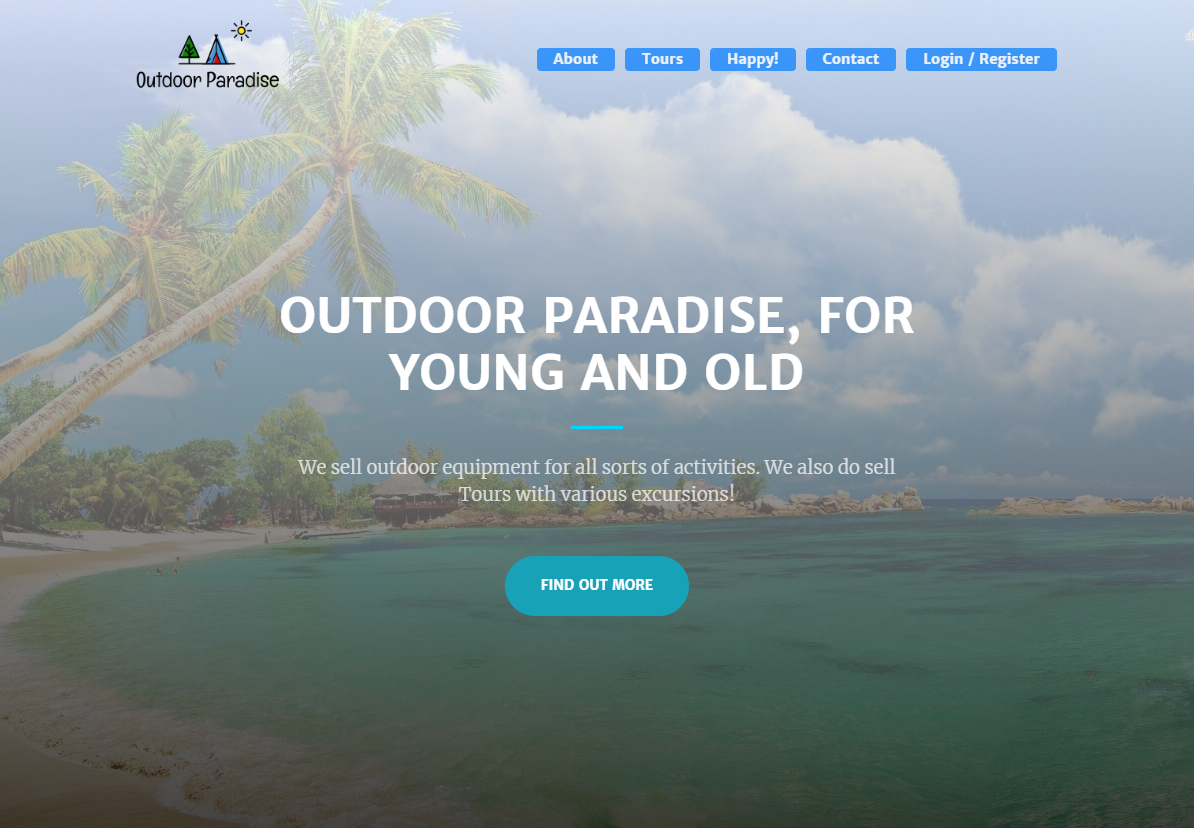 Outdoor Paradise
About Tours Happy! Contact Login / Register
OUTDOOR PARADISE, FOR
YOUNG AND OLD
We sell outdoor equipment for all sorts of activities. We also do sell
Tours with various excursions!
FIND OUT MORE